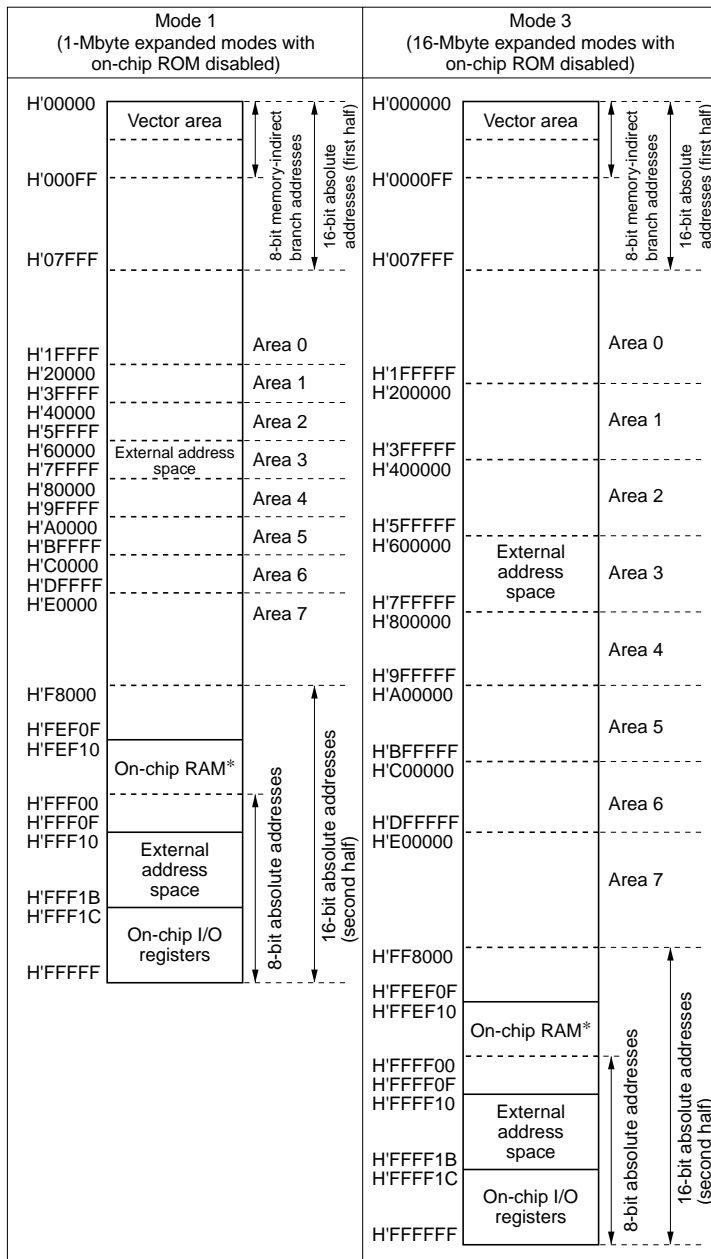 Mode 1
(1-Mbyte expanded modes with
on-chip ROM disabled)
H'00000
Vector area
H'000FF
H'07FFF
8-bit memory-indirect
branch addresses
16-bit absolute
addresses (first half)
H'1FFFF
H'20000
H'3FFFF
H'40000
H'5FFFF
H'60000
H'7FFFF
H'80000
H'9FFFF
H'A0000
H'BFFFF
H'C0000
H'DFFFF
H'E0000
External address
space
Area 0
Area 1
Area 2
Area 3
Area 4
Area 5
Area 6
Area 7
H'F8000
H'FEF0F
H'FEF10
On-chip RAM*
H'FFF00
H'FFF0F
H'FFF10
External
address
space
H'FFF1B
H'FFF1C
On-chip I/O
registers
H'FFFFF
8-bit absolute addresses
16-bit absolute addresses
(second half)
Mode 3
(16-Mbyte expanded modes with
on-chip ROM disabled)
H'000000
Vector area
H'0000FF
H'007FFF
8-bit memory-indirect
branch addresses
16-bit absolute
addresses (first half)
H'1FFFFF
H'200000
H'3FFFFF
H'400000
H'5FFFFF
H'600000
H'7FFFFF
H'800000
H'9FFFFF
H'A00000
H'BFFFFF
H'C00000
H'DFFFFF
H'E00000
External
address
space
Area 0
Area 1
Area 2
Area 3
Area 4
Area 5
Area 6
Area 7
H'FF8000
H'FFEF0F
H'FFEF10
On-chip RAM*
H'FFFF00
H'FFFF0F
H'FFFF10
External
address
space
H'FFFF1B
H'FFFF1C
On-chip I/O
registers
H'FFFFFF
8-bit absolute addresses
16-bit absolute addresses
(second half)